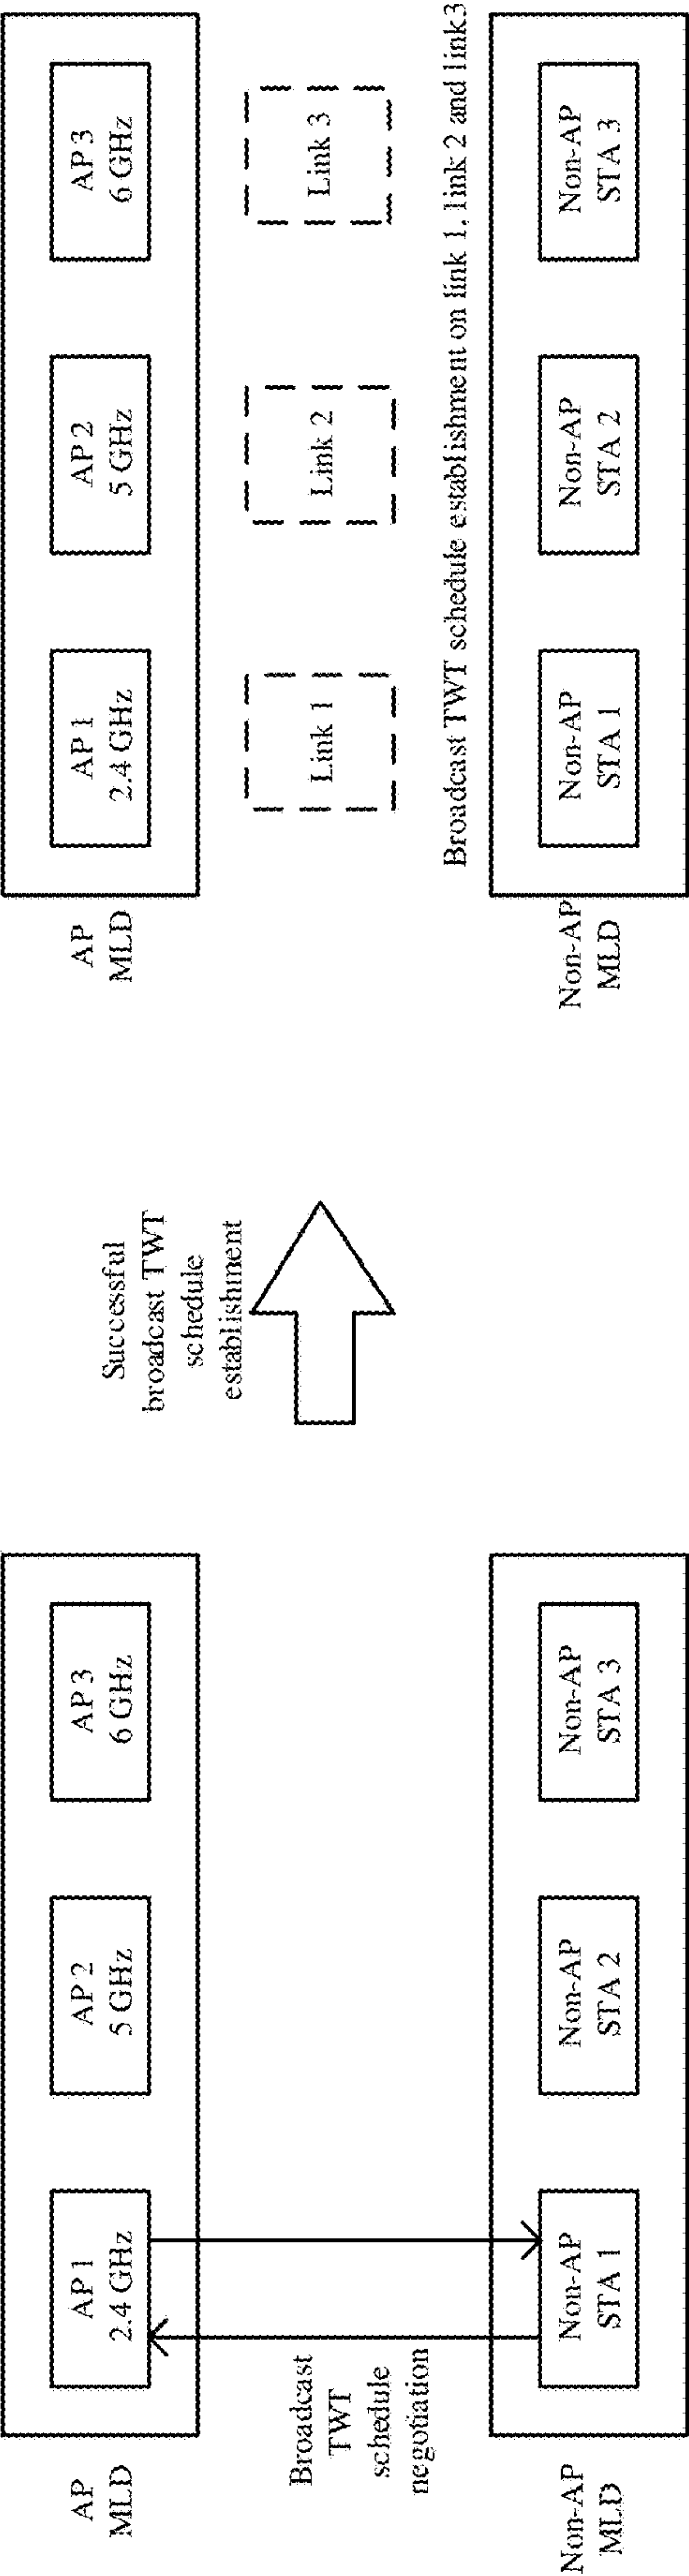 AP
MLD
AP 1
2.4 GHz
AP 2
5 GHz
AP 3
6 GHz
Broadcast
TWT
schedule
negotiation
Non-AP
MLD
Non-AP
STA 1
Non-AP
STA 2
Non-AP
STA 3
Successful
broadcast TWT
schedule
establishment
AP
MLD
AP 1
2.4 GHz
AP 2
5 GHz
AP 3
6 GHz
Link 1
Link 2
Link 3
Broadcast TWT schedule establishment on link 1, link 2 and link3
Non-AP
MLD
Non-AP
STA 1
Non-AP
STA 2
Non-AP
STA 3